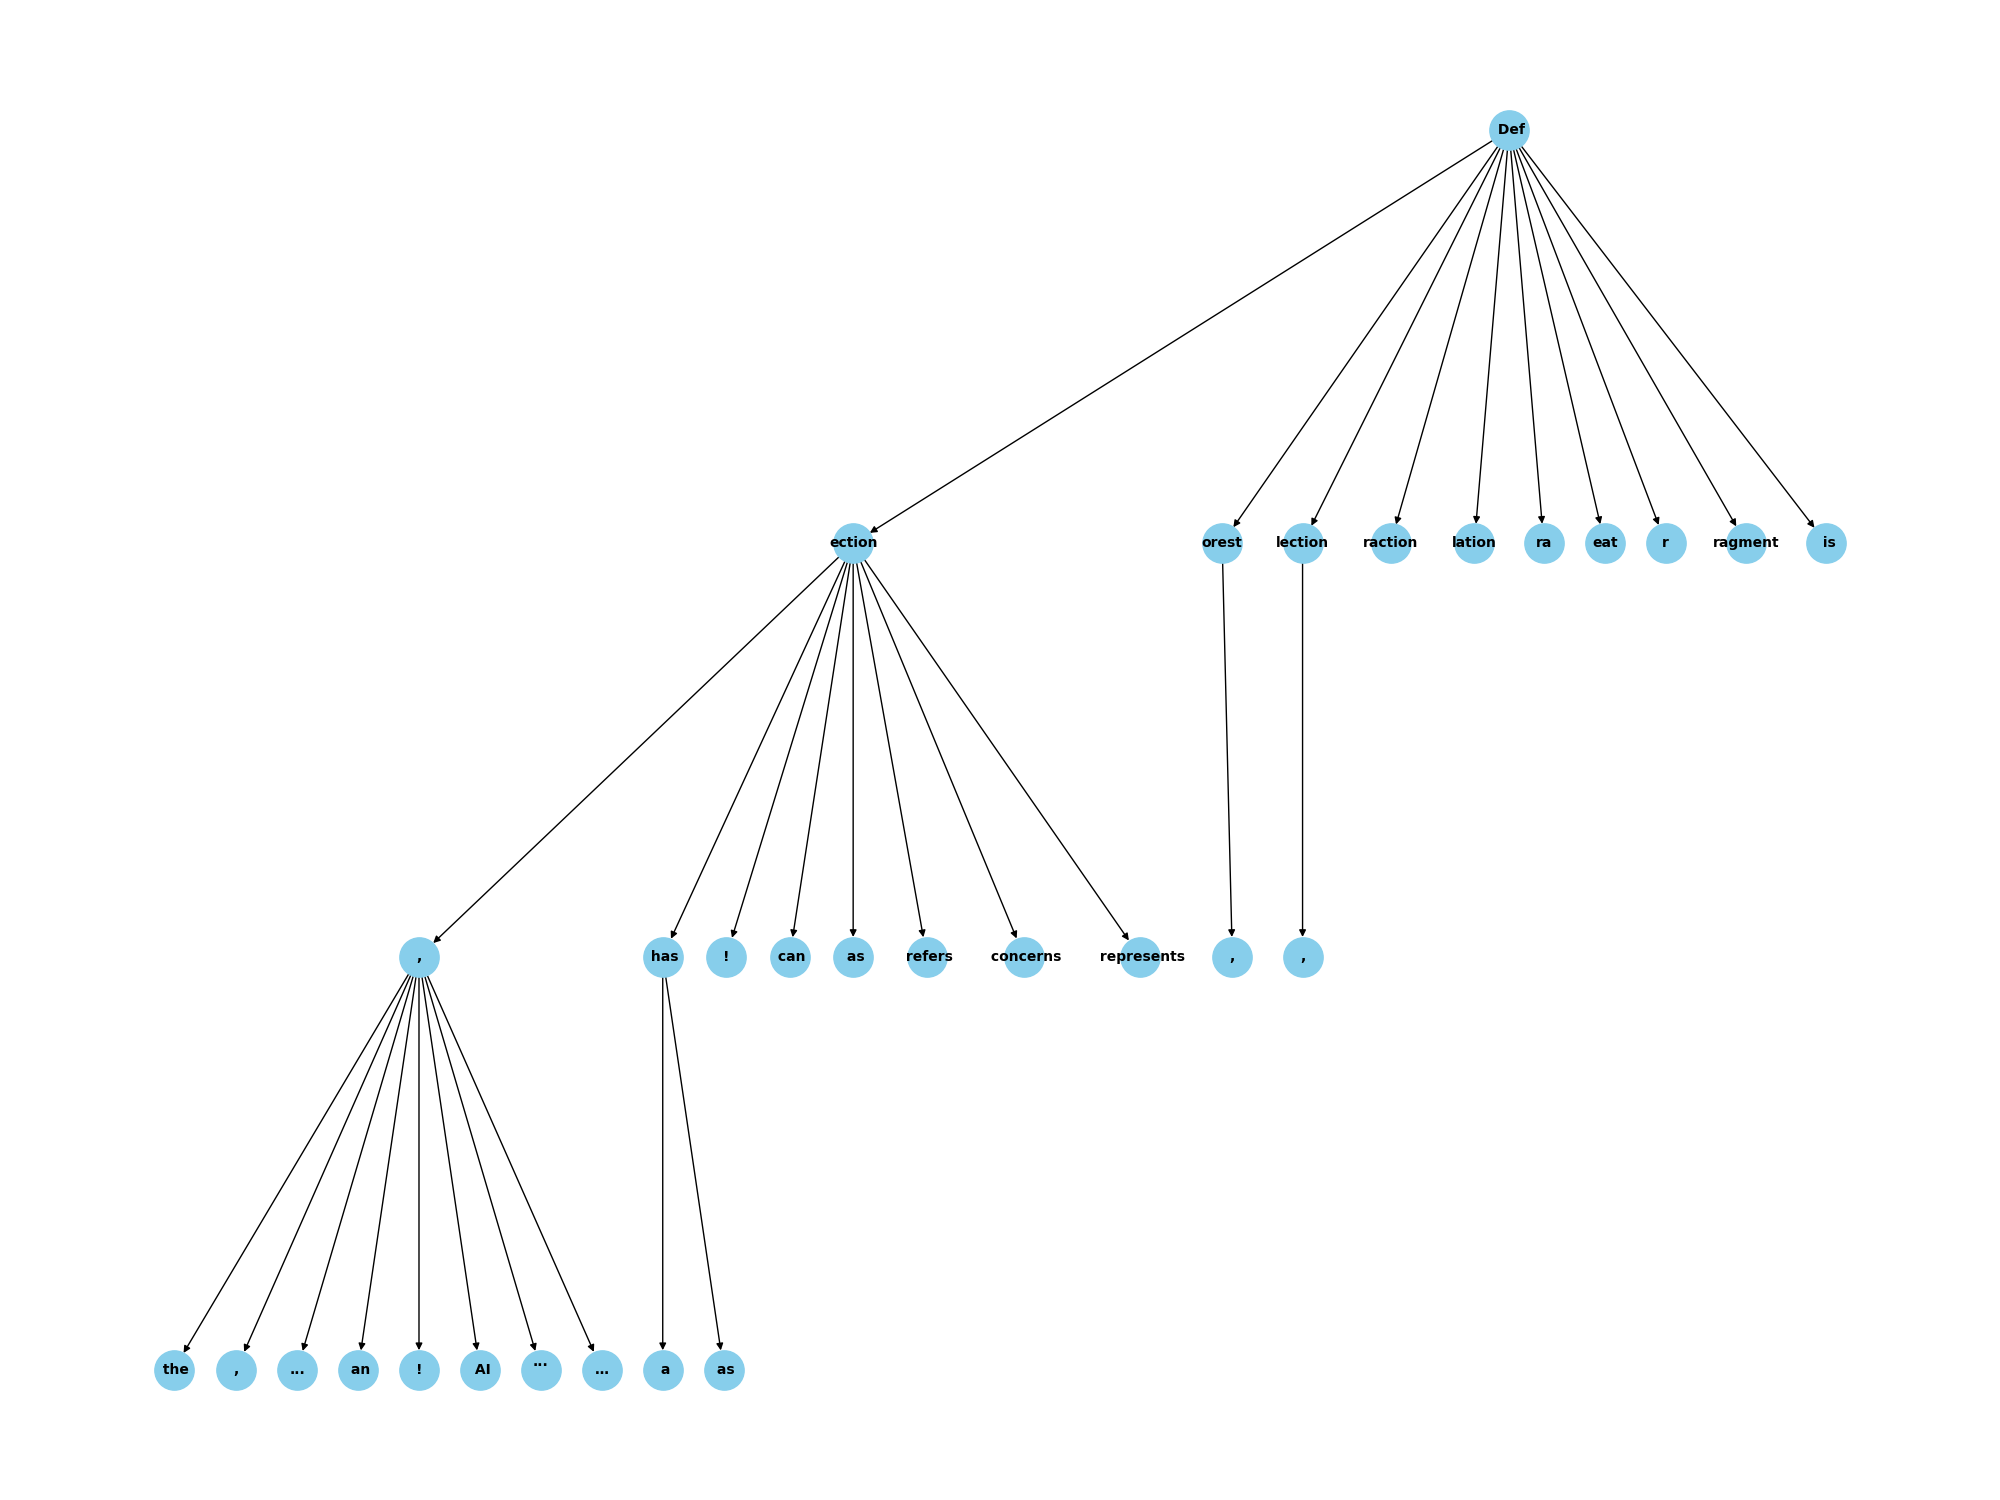 Def
ection orest lection raction lation ra eat r ragment is
, has ! can as refers concerns represents , ,
the , ... an ! AI ⋯ … a as